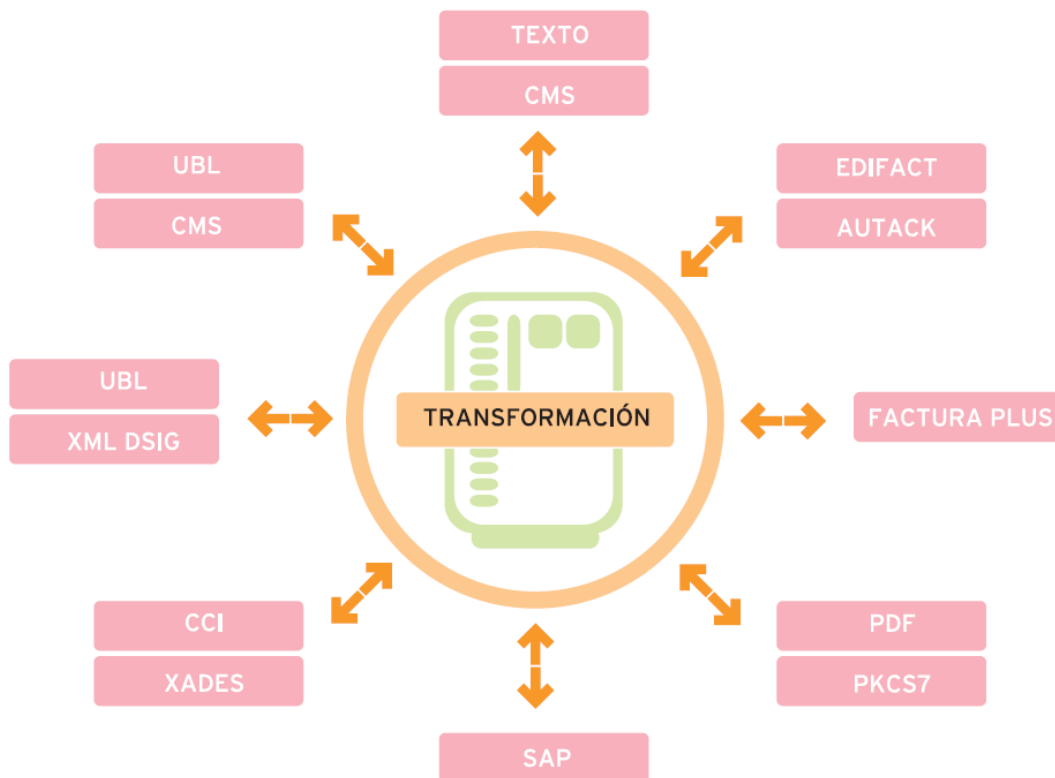 TEXTO
CMS
UBL
CMS
EDIFACT
AUTACK
UBL
XML DSIG
TRANSFORMACIÓN
FACTURA PLUS
CCI
XADES
PDF
PKCS7
SAP